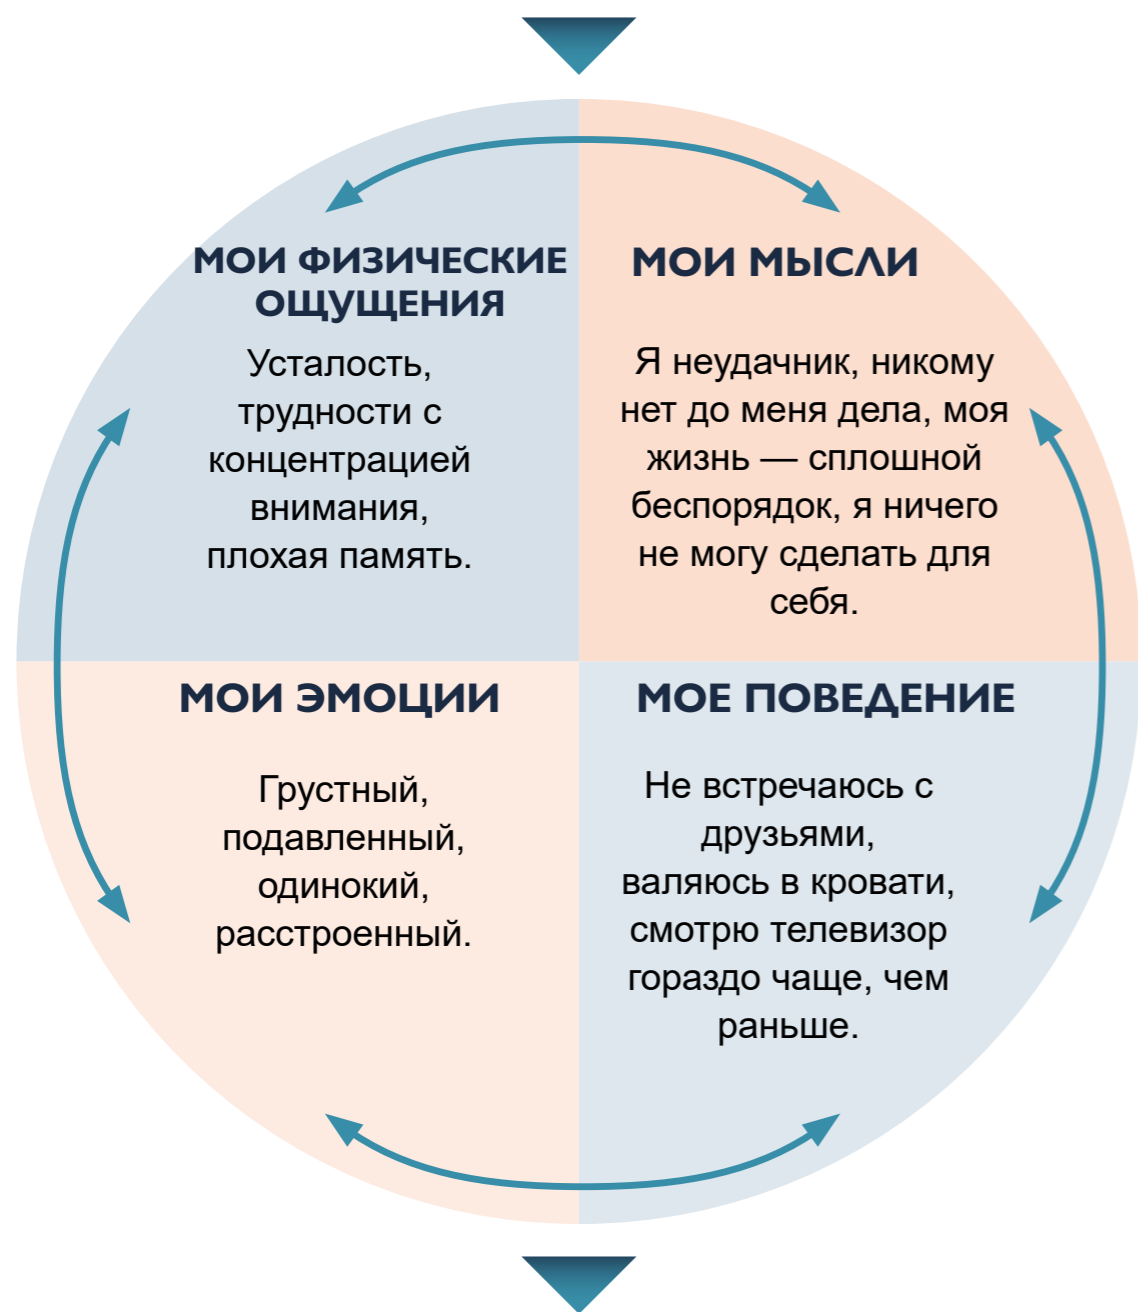 МОИ ФИЗИЧЕСКИЕ
ОЩУЩЕНИЯ
Усталость,
трудности с
концентрацией
внимания,
плохая память.
МОИ МЫСЛИ
Я неудачник, никому
нет до меня дела, моя
жизнь — сплошной
беспорядок, я ничего
не могу сделать для
себя.
МОИ ЭМОЦИИ
Грустный,
подавленный,
одинокий,
расстроенный.
МОЕ ПОВЕДЕНИЕ
Не встречаюсь с
друзьями,
валяюсь в кровати,
смотрю телевизор
гораздо чаще, чем
раньше.